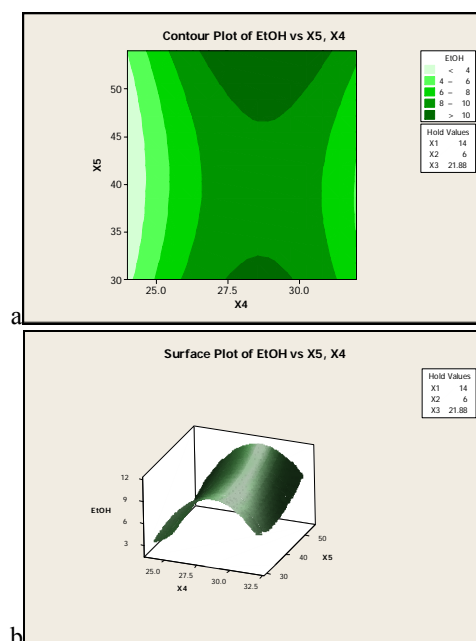 Contour Plot of EtOH vs X5, X4
EtOH
< 4
4 – 6
6 – 8
8 – 10
> 10
Hold Values
X1 14
X2 6
X3 21.88
50
45
40
35
30
X5
25.0 27.5 30.0
X4
a
Surface Plot of EtOH vs X5, X4
Hold Values
X1 14
X2 6
X3 21.88
12
9
6
3
EtOH
25.0
27.5
30.0
32.5
X4
30
40
50
X5
b